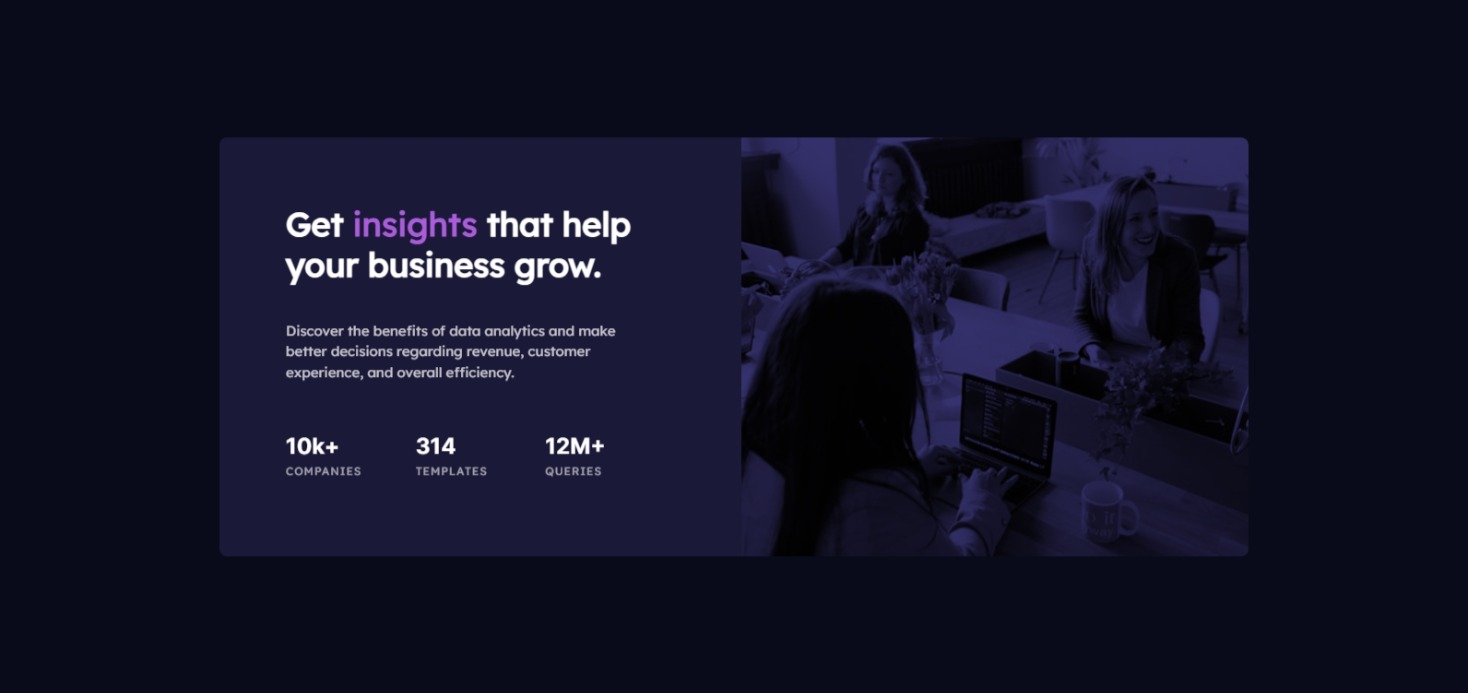 Get insights that help
your business grow.
Discover the benefits of data analytics and make
better decisions regarding revenue, customer
experience, and overall efficiency.
10k+
COMPANIES
314
TEMPLATES
12M+
QUERIES